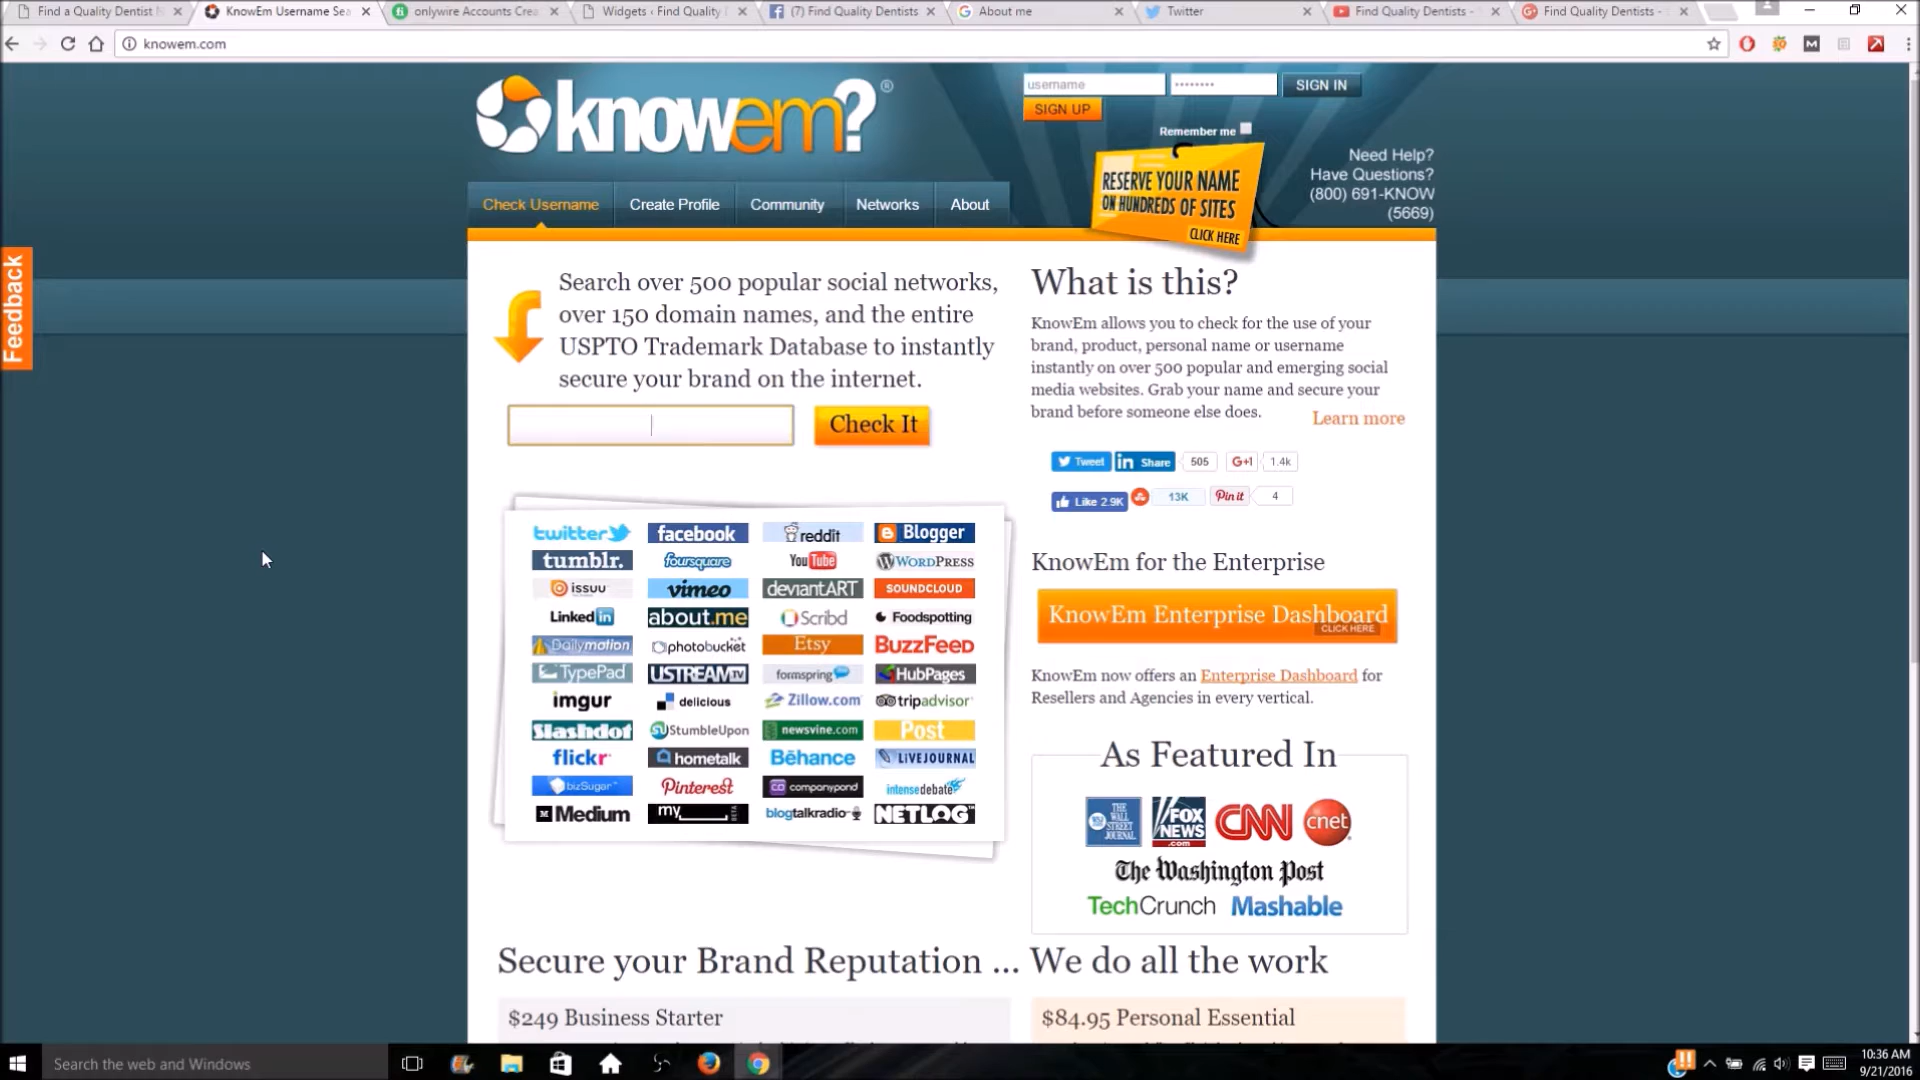 Find a Quality Dentist
KnowEm Username Sea
onlywire Accounts Crea
Widgets ‹ Find Quality
(7) Find Quality Dentists
About me
Twitter
Find Quality Dentists -
Find Quality Dentists -
knowem.com
knowem?®
username
SIGN IN
SIGN UP
Remember me
RESERVE YOUR NAME
ON HUNDREDS OF SITES
CLICK HERE
Need Help?
Have Questions?
(800) 691-KNOW
(5669)
Check Username
Create Profile
Community
Networks
About
Feedback
Search over 500 popular social networks,
over 150 domain names, and the entire
USPTO Trademark Database to instantly
secure your brand on the internet.
Check It
What is this?
KnowEm allows you to check for the use of your
brand, product, personal name or username
instantly on over 500 popular and emerging social
media websites. Grab your name and secure your
brand before someone else does.
Learn more
Tweet
in Share
505
G+1
1.4k
Like 2.9K
13K
Pin it
4
twitter facebook reddit Blogger
tumblr. foursquare YouTube WORDPRESS
issuu vimeo deviantART SOUNDCLOUD
Linked in about.me Scribd Foodspotting
Dailymotion photobucket Etsy BuzzFeed
TypePad USTREAM TV formspring HubPages
imgur delicious Zillow.com tripadvisor
Slashdot StumbleUpon newsvine.com Post
flickr hometalk Bēhance LIVEJOURNAL
bizSugar Pinterest companypond intensedebate
Medium my BETA blogtalkradio NETLOG
KnowEm for the Enterprise
KnowEm Enterprise Dashboard
CLICK HERE
KnowEm now offers an Enterprise Dashboard for
Resellers and Agencies in every vertical.
As Featured In
THE WALL STREET JOURNAL
FOX NEWS .com
CNN
cnet
The Washington Post
TechCrunch
Mashable
Secure your Brand Reputation ...
We do all the work
$249 Business Starter
$84.95 Personal Essential
Search the web and Windows
10:36 AM
9/21/2016